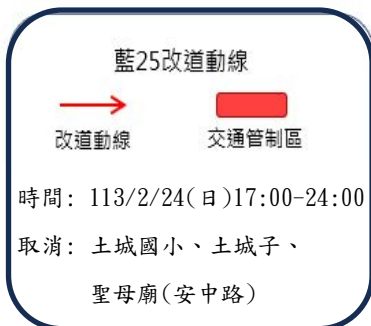 藍25改道動線
改道動線 交通管制區
時間: 113/2/24(日)17:00-24:00
取消: 土城國小、土城子、
聖母廟(安中路)